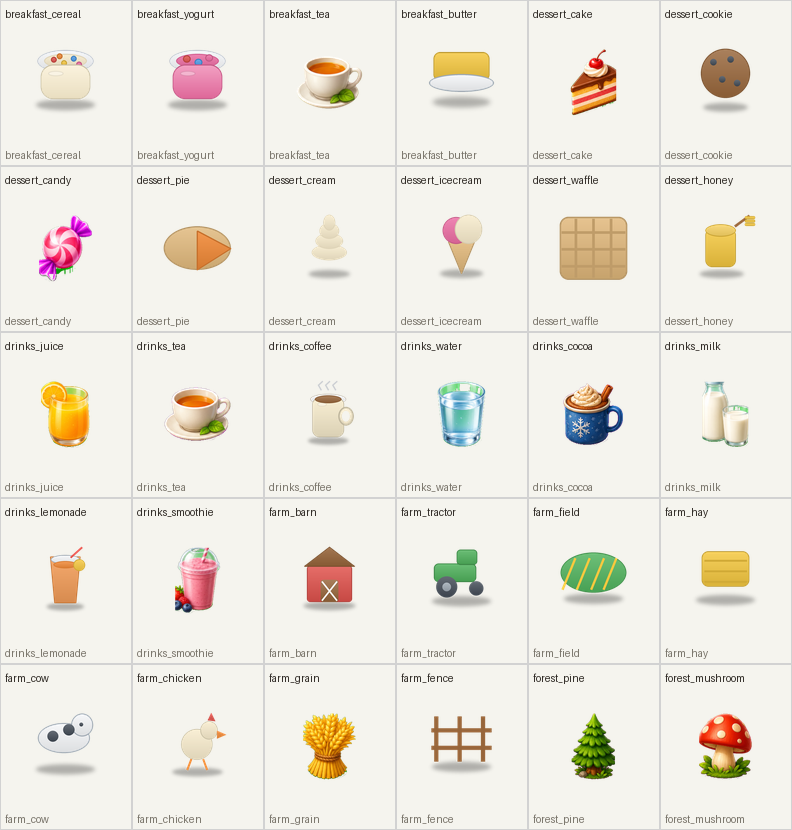 breakfast_cereal
breakfast_yogurt
breakfast_tea
breakfast_butter
dessert_cake
dessert_cookie
breakfast_cereal
breakfast_yogurt
breakfast_tea
breakfast_butter
dessert_cake
dessert_cookie
dessert_candy
dessert_pie
dessert_cream
dessert_icecream
dessert_waffle
dessert_honey
dessert_candy
dessert_pie
dessert_cream
dessert_icecream
dessert_waffle
dessert_honey
drinks_juice
drinks_tea
drinks_coffee
drinks_water
drinks_cocoa
drinks_milk
drinks_juice
drinks_tea
drinks_coffee
drinks_water
drinks_cocoa
drinks_milk
drinks_lemonade
drinks_smoothie
farm_barn
farm_tractor
farm_field
farm_hay
drinks_lemonade
drinks_smoothie
farm_barn
farm_tractor
farm_field
farm_hay
farm_cow
farm_chicken
farm_grain
farm_fence
forest_pine
forest_mushroom
farm_cow
farm_chicken
farm_grain
farm_fence
forest_pine
forest_mushroom